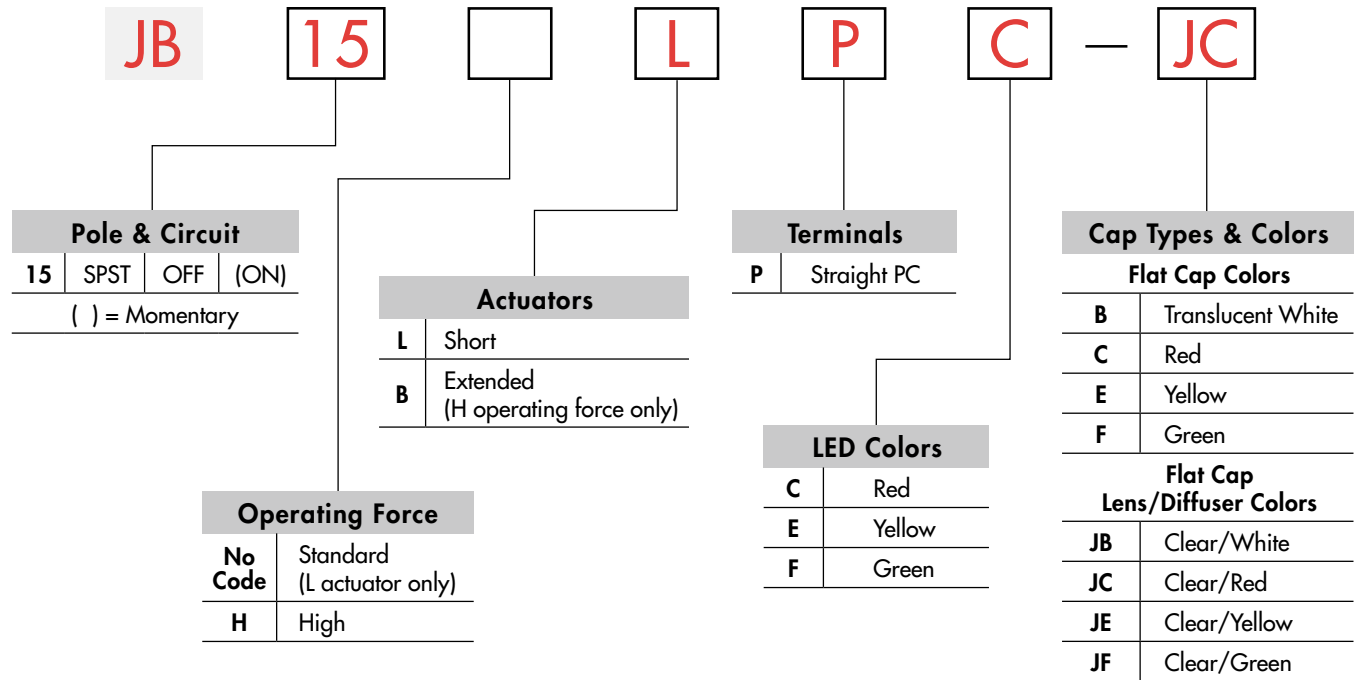 JB 15 L P C — JC
Pole & Circuit
15 SPST OFF (ON)
( ) = Momentary
Operating Force
No Code Standard (L actuator only)
H High
Actuators
L Short
B Extended (H operating force only)
Terminals
P Straight PC
LED Colors
C Red
E Yellow
F Green
Cap Types & Colors
Flat Cap Colors
B Translucent White
C Red
E Yellow
F Green
Flat Cap
Lens/Diffuser Colors
JB Clear/White
JC Clear/Red
JE Clear/Yellow
JF Clear/Green